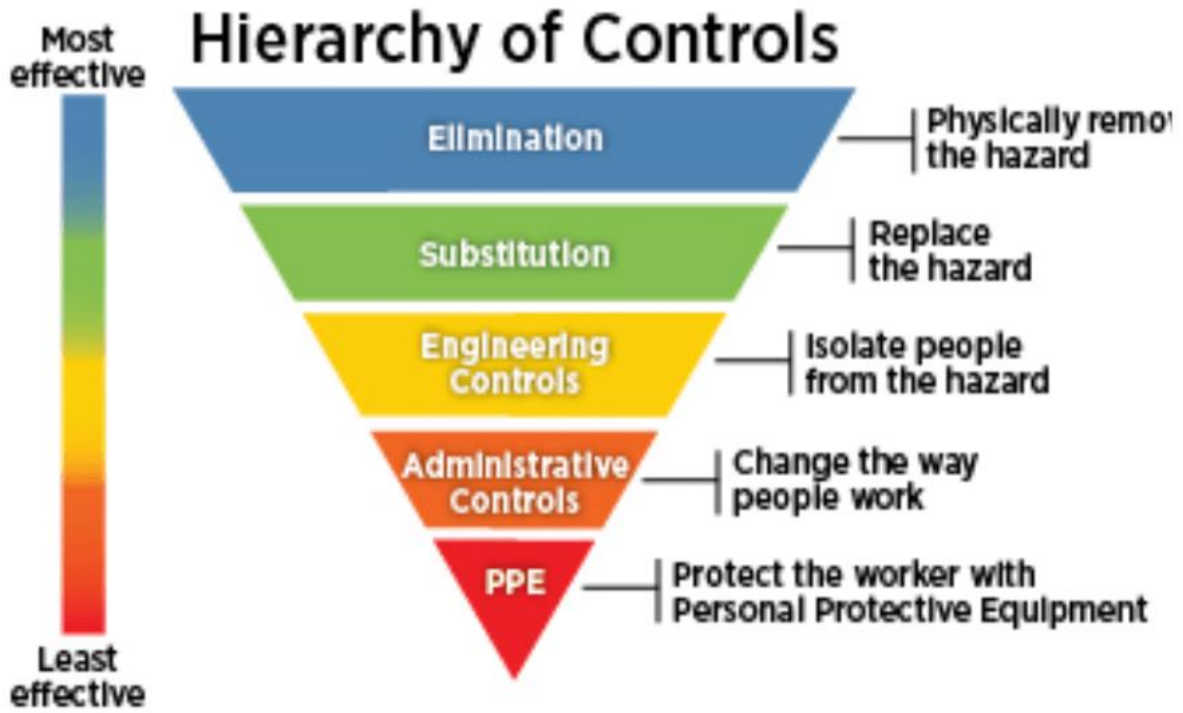 Hierarchy of Controls
Most
effective
Elimination
Physically remo
the hazard
Substitution
Replace
the hazard
Engineering
Controls
Isolate people
from the hazard
Administrative
Controls
Change the way
people work
PPE
Protect the worker with
Personal Protective Equipment
Least
effective